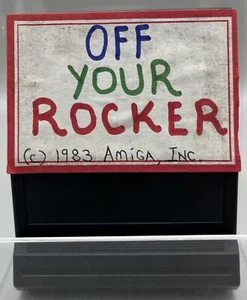 OFF
YOUR
ROCKER
(c) 1983 AMiGA, INC.